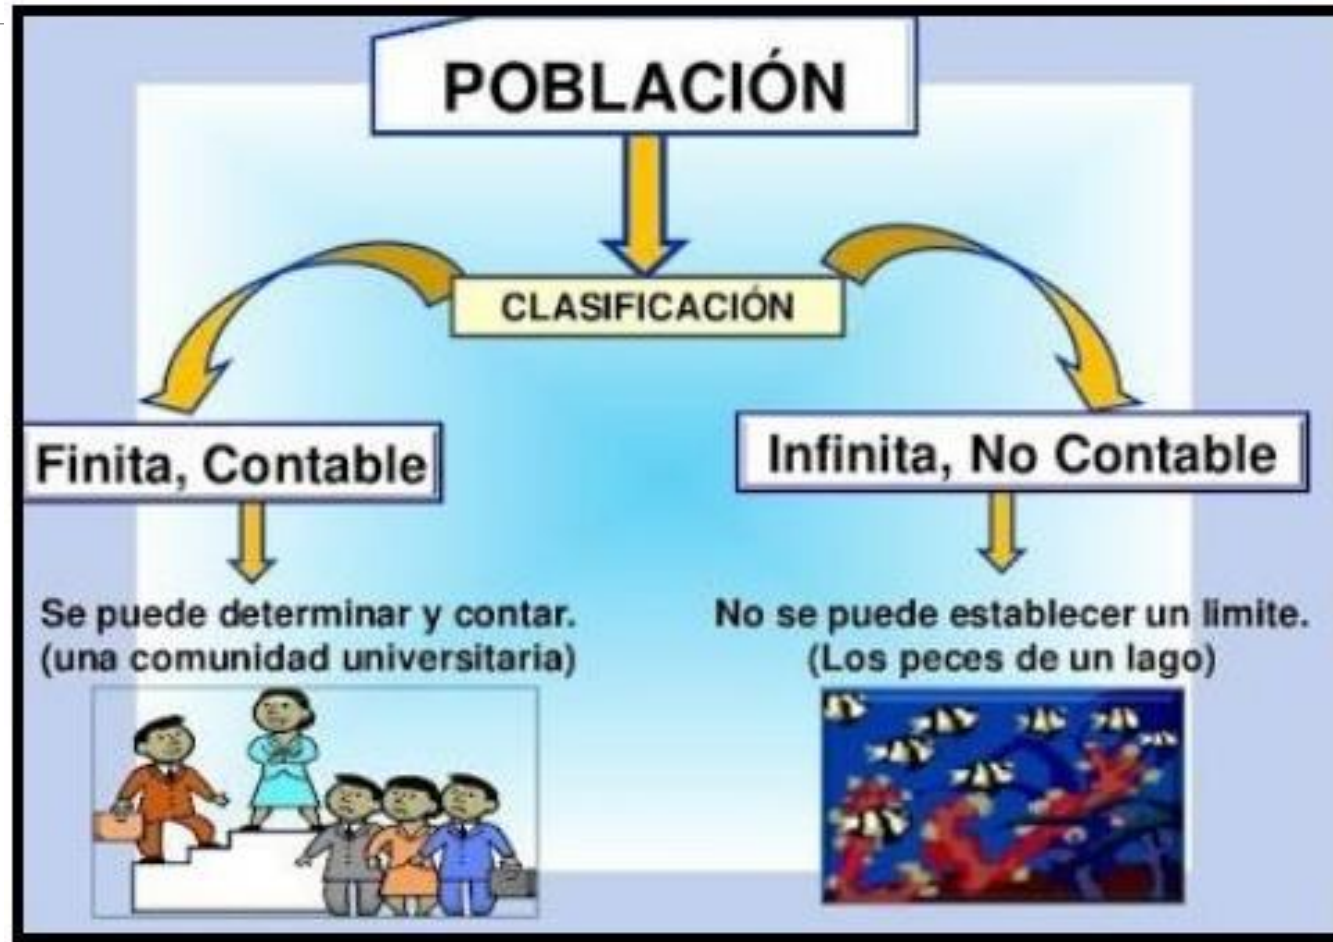 POBLACIÓN
CLASIFICACIÓN
Finita, Contable
Infinita, No Contable
Se puede determinar y contar.
(una comunidad universitaria)
No se puede establecer un limite.
(Los peces de un lago)